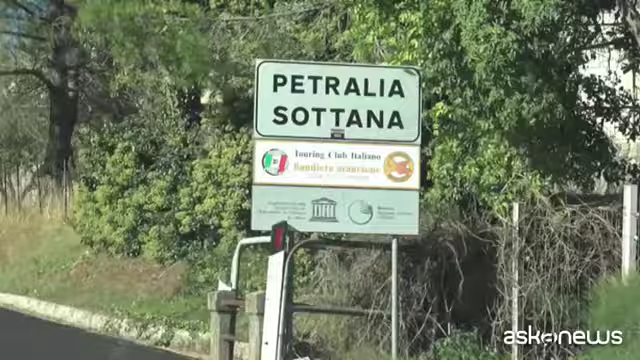 PETRALIA
SOTTANA
Touring Club Italiano
Bandiera arancione
askanews